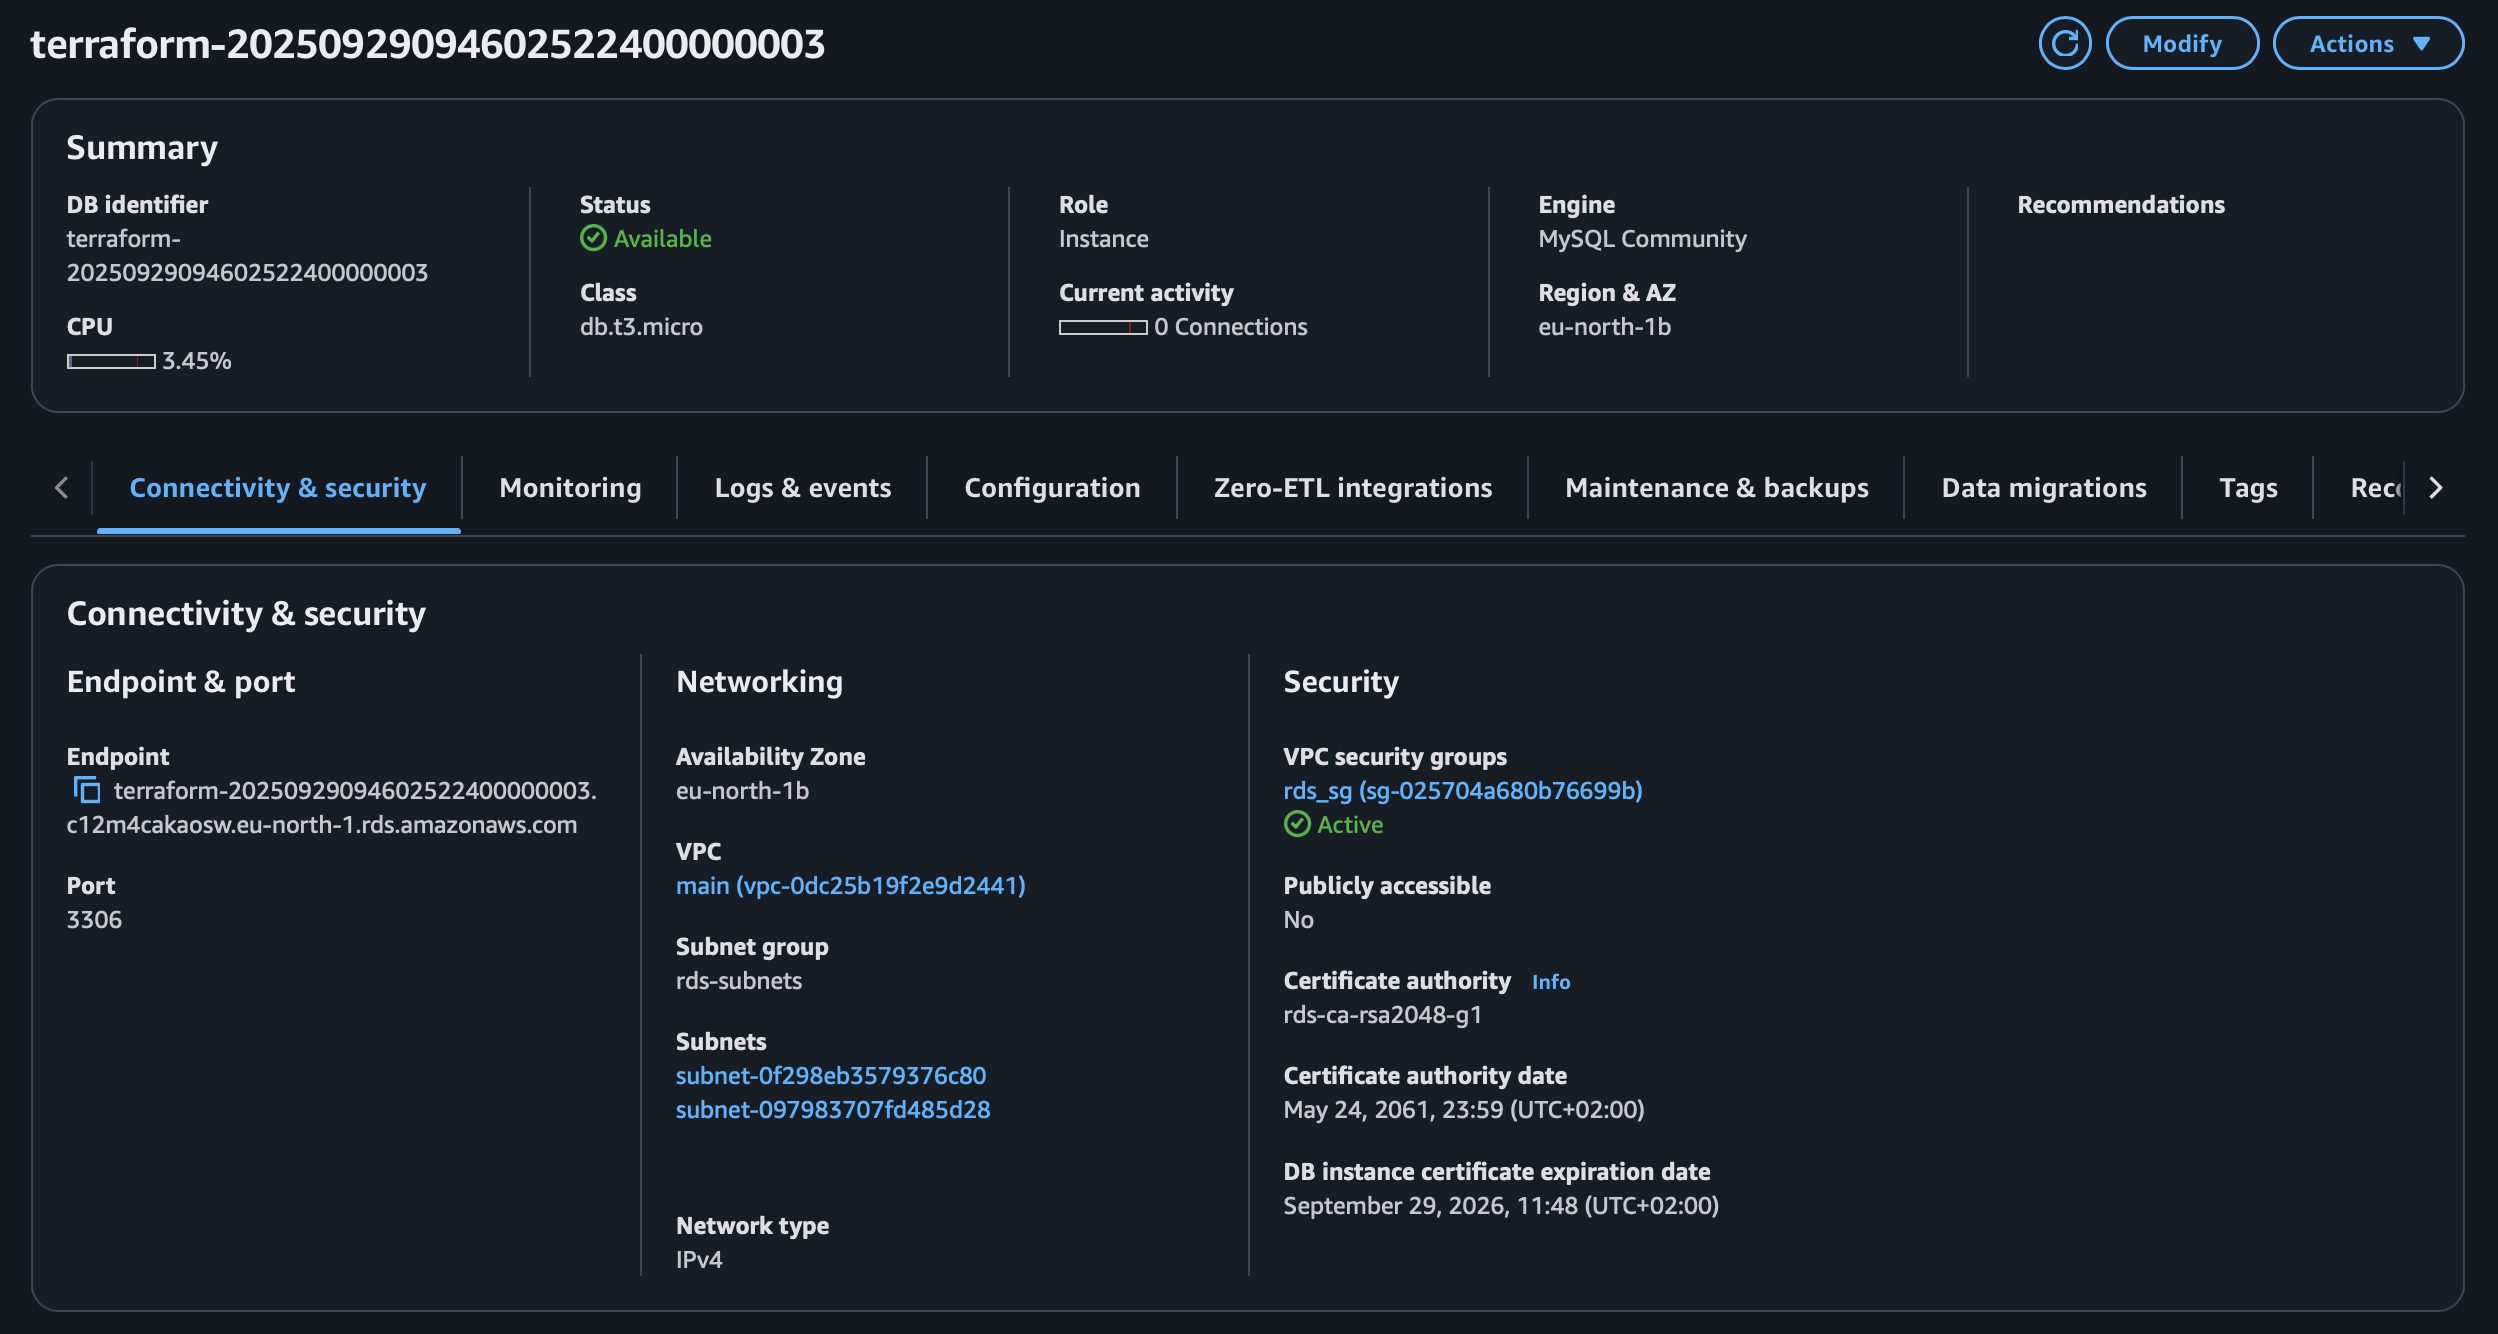 terraform-20250929094602522400000003
Modify
Actions
Summary
DB identifier
terraform-
20250929094602522400000003
CPU
3.45%
Status
Available
Class
db.t3.micro
Role
Instance
Current activity
0 Connections
Engine
MySQL Community
Region & AZ
eu-north-1b
Recommendations
Connectivity & security
Monitoring
Logs & events
Configuration
Zero-ETL integrations
Maintenance & backups
Data migrations
Tags
Connectivity & security
Endpoint & port
Endpoint
terraform-20250929094602522400000003.
c12m4cakaosw.eu-north-1.rds.amazonaws.com
Port
3306
Networking
Availability Zone
eu-north-1b
VPC
main (vpc-0dc25b19f2e9d2441)
Subnet group
rds-subnets
Subnets
subnet-0f298eb3579376c80
subnet-097983707fd485d28
Network type
IPv4
Security
VPC security groups
rds_sg (sg-025704a680b76699b)
Active
Publicly accessible
No
Certificate authority Info
rds-ca-rsa2048-g1
Certificate authority date
May 24, 2061, 23:59 (UTC+02:00)
DB instance certificate expiration date
September 29, 2026, 11:48 (UTC+02:00)